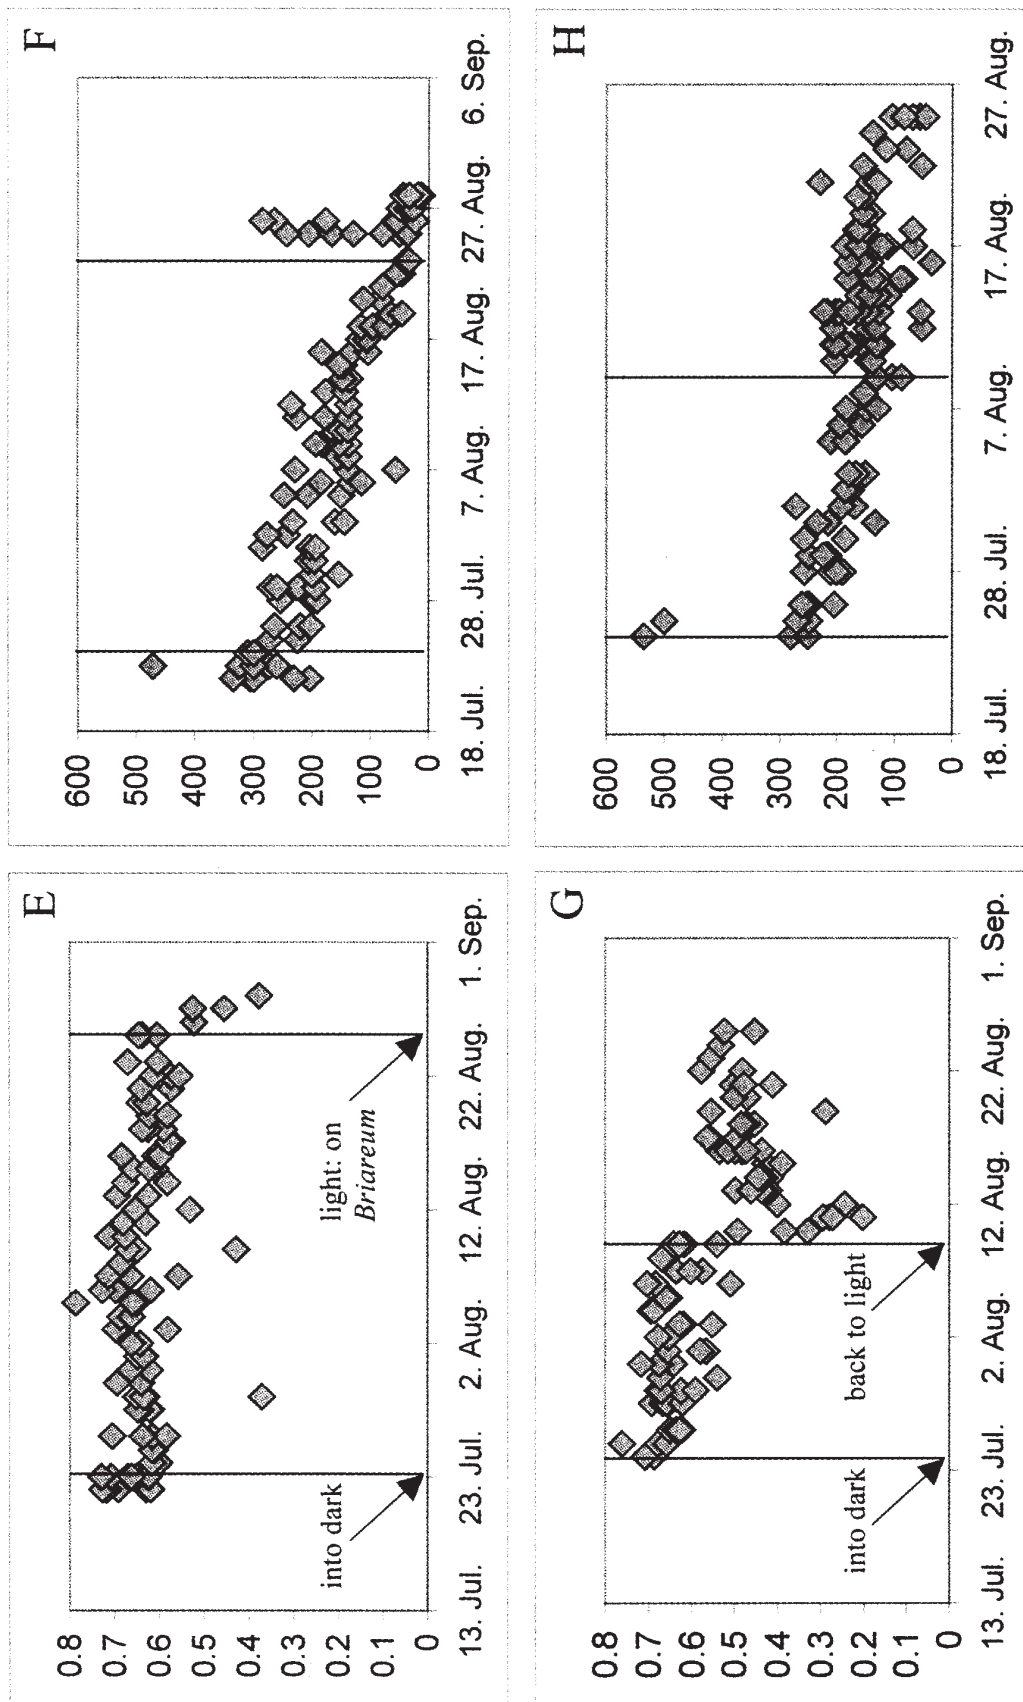 E
0.8
0.7
0.6
0.5
0.4
0.3
0.2
0.1
0
into dark
light: on
Briareum
13. Jul.
23. Jul.
2. Aug.
12. Aug.
22. Aug.
1. Sep.
F
600
500
400
300
200
100
0
18. Jul.
28. Jul.
7. Aug.
17. Aug.
27. Aug.
6. Sep.
G
0.8
0.7
0.6
0.5
0.4
0.3
0.2
0.1
0
into dark
back to light
13. Jul.
23. Jul.
2. Aug.
12. Aug.
22. Aug.
1. Sep.
H
600
500
400
300
200
100
0
18. Jul.
28. Jul.
7. Aug.
17. Aug.
27. Aug.